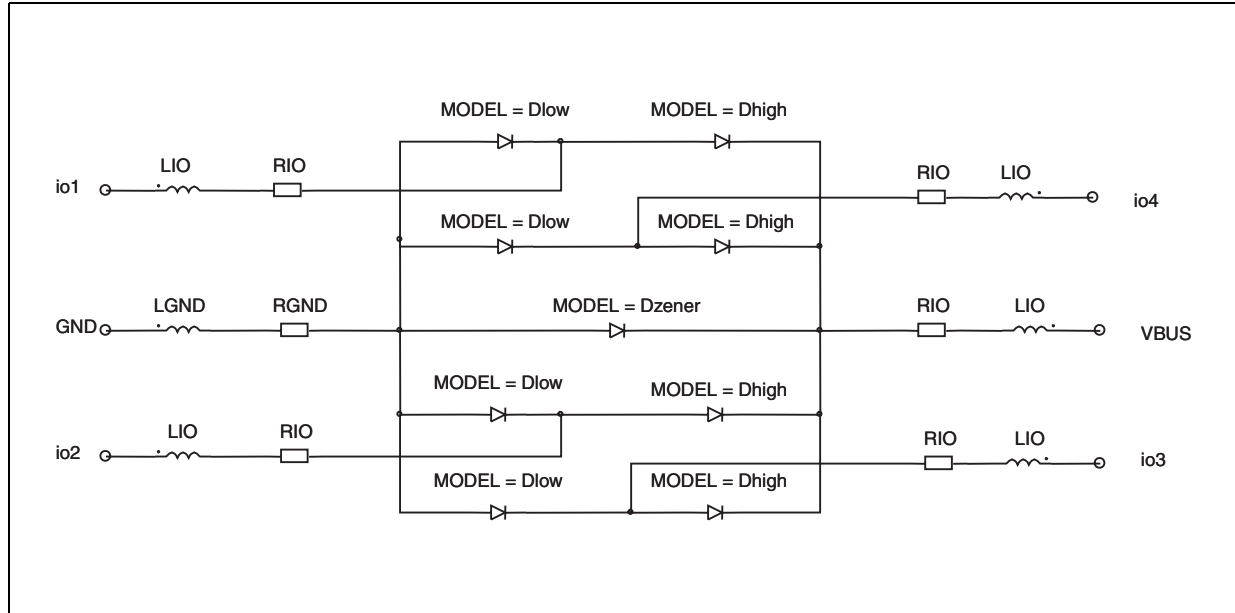 MODEL = Dlow MODEL = Dhigh
io1 LIO RIO RIO LIO io4
MODEL = Dlow MODEL = Dhigh
GND LGND RGND MODEL = Dzener RIO LIO VBUS
MODEL = Dlow MODEL = Dhigh
io2 LIO RIO RIO LIO io3
MODEL = Dlow MODEL = Dhigh